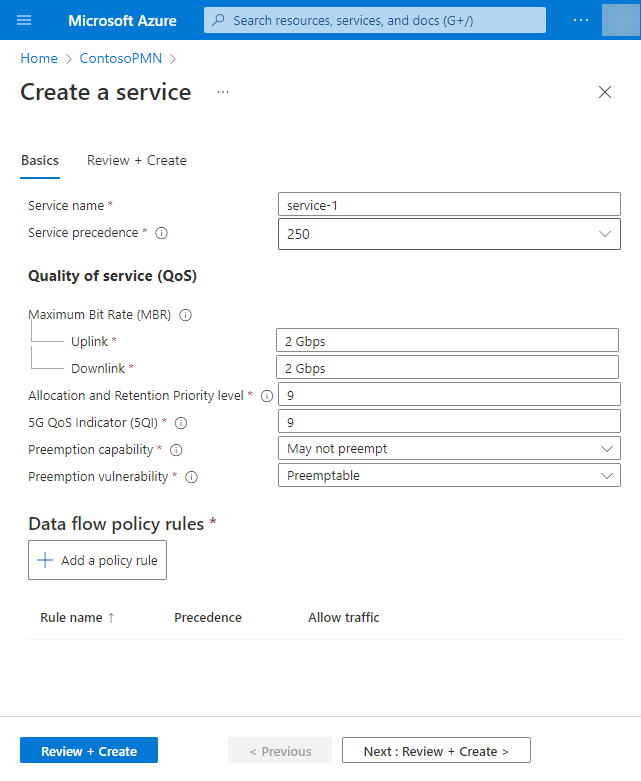 Microsoft Azure
Search resources, services, and docs (G+/)
...
Home > ContosoPMN >
Create a service ...
Basics Review + Create
Service name * service-1
Service precedence * 250
Quality of service (QoS)
Maximum Bit Rate (MBR)
Uplink * 2 Gbps
Downlink * 2 Gbps
Allocation and Retention Priority level * 9
5G QoS Indicator (5QI) * 9
Preemption capability * May not preempt
Preemption vulnerability * Preemptable
Data flow policy rules *
Add a policy rule
Rule name ↑ Precedence Allow traffic
Review + Create < Previous Next : Review + Create >